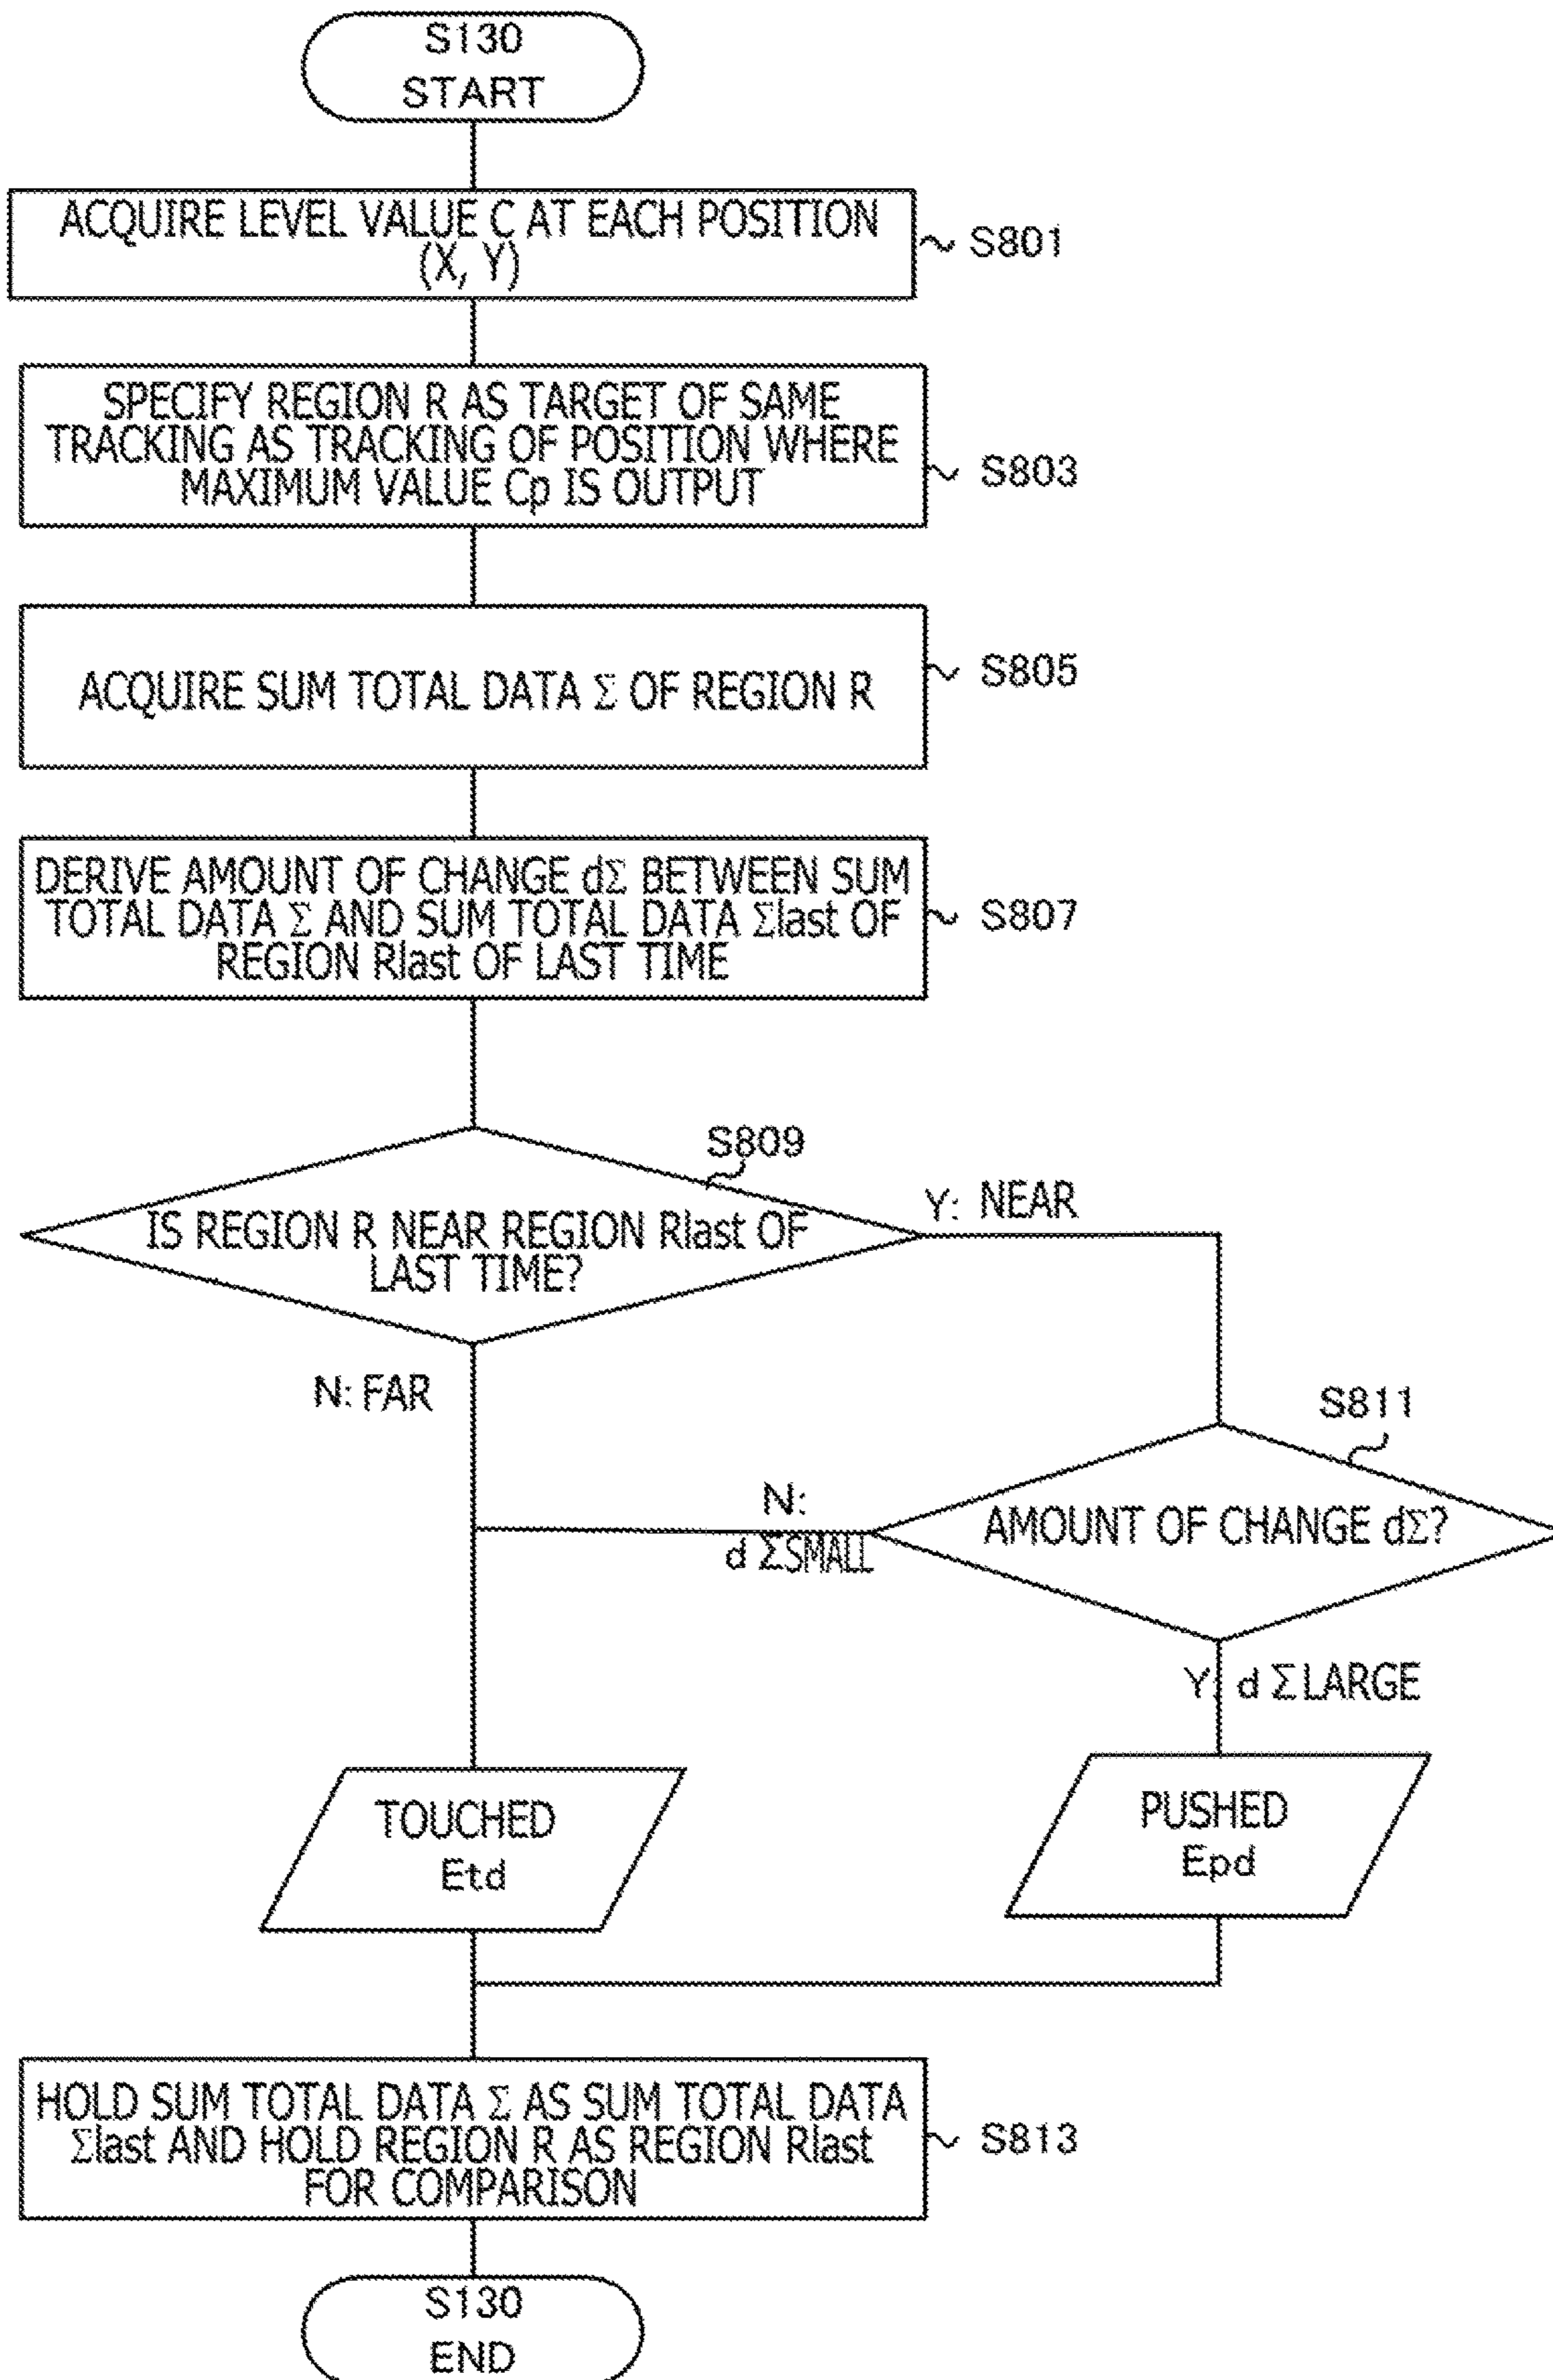 S130
START
ACQUIRE LEVEL VALUE C AT EACH POSITION
(X, Y)
S801
SPECIFY REGION R AS TARGET OF SAME
TRACKING AS TRACKING OF POSITION WHERE
MAXIMUM VALUE Cp IS OUTPUT
S803
ACQUIRE SUM TOTAL DATA Σ OF REGION R
S805
DERIVE AMOUNT OF CHANGE dΣ BETWEEN SUM
TOTAL DATA Σ AND SUM TOTAL DATA Σlast OF
REGION Rlast OF LAST TIME
S807
S809
IS REGION R NEAR REGION Rlast OF
LAST TIME?
Y: NEAR
N: FAR
S811
AMOUNT OF CHANGE dΣ?
N:
d ΣSMALL
Y: d ΣLARGE
TOUCHED
Etd
PUSHED
Epd
HOLD SUM TOTAL DATA Σ AS SUM TOTAL DATA
Σlast AND HOLD REGION R AS REGION Rlast
FOR COMPARISON
S813
S130
END